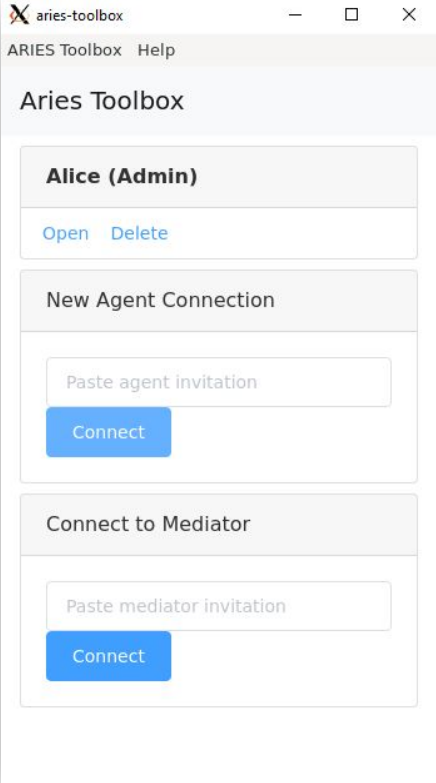 aries-toolbox
ARIES Toolbox Help
Aries Toolbox
Alice (Admin)
Open Delete
New Agent Connection
Paste agent invitation
Connect
Connect to Mediator
Paste mediator invitation
Connect